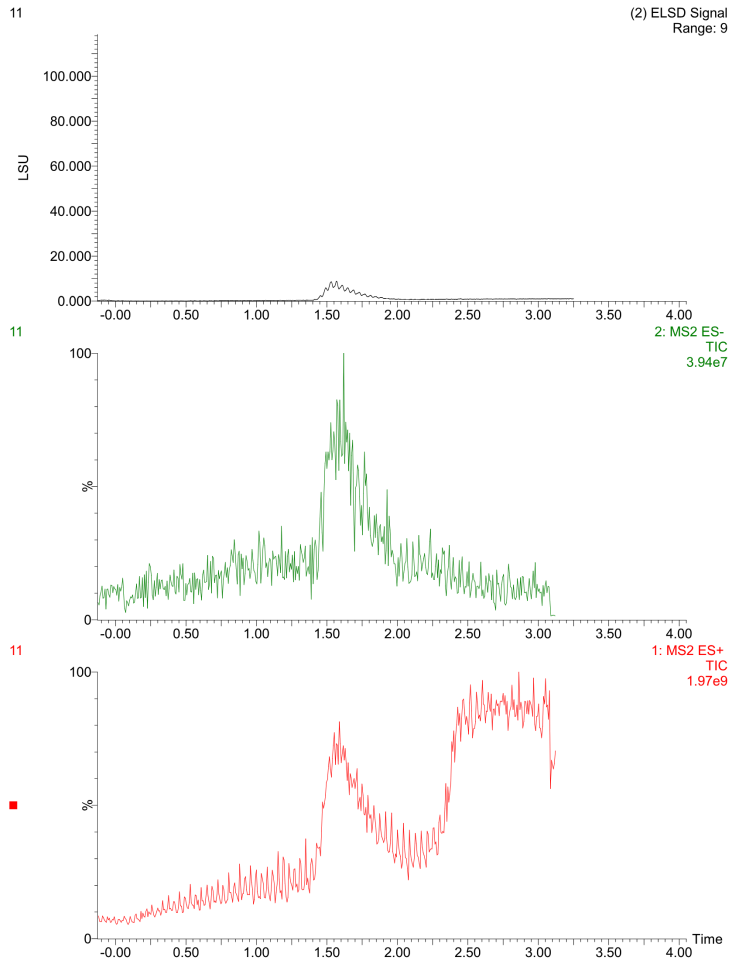 11
(2) ELSD Signal
Range: 9
100.000
80.000
60.000
LSU
40.000
20.000
0.000
-0.00 0.50 1.00 1.50 2.00 2.50 3.00 3.50 4.00
11
2: MS2 ES-
TIC
3.94e7
100
%
0
-0.00 0.50 1.00 1.50 2.00 2.50 3.00 3.50 4.00
11
1: MS2 ES+
TIC
1.97e9
100
%
0
Time
-0.00 0.50 1.00 1.50 2.00 2.50 3.00 3.50 4.00